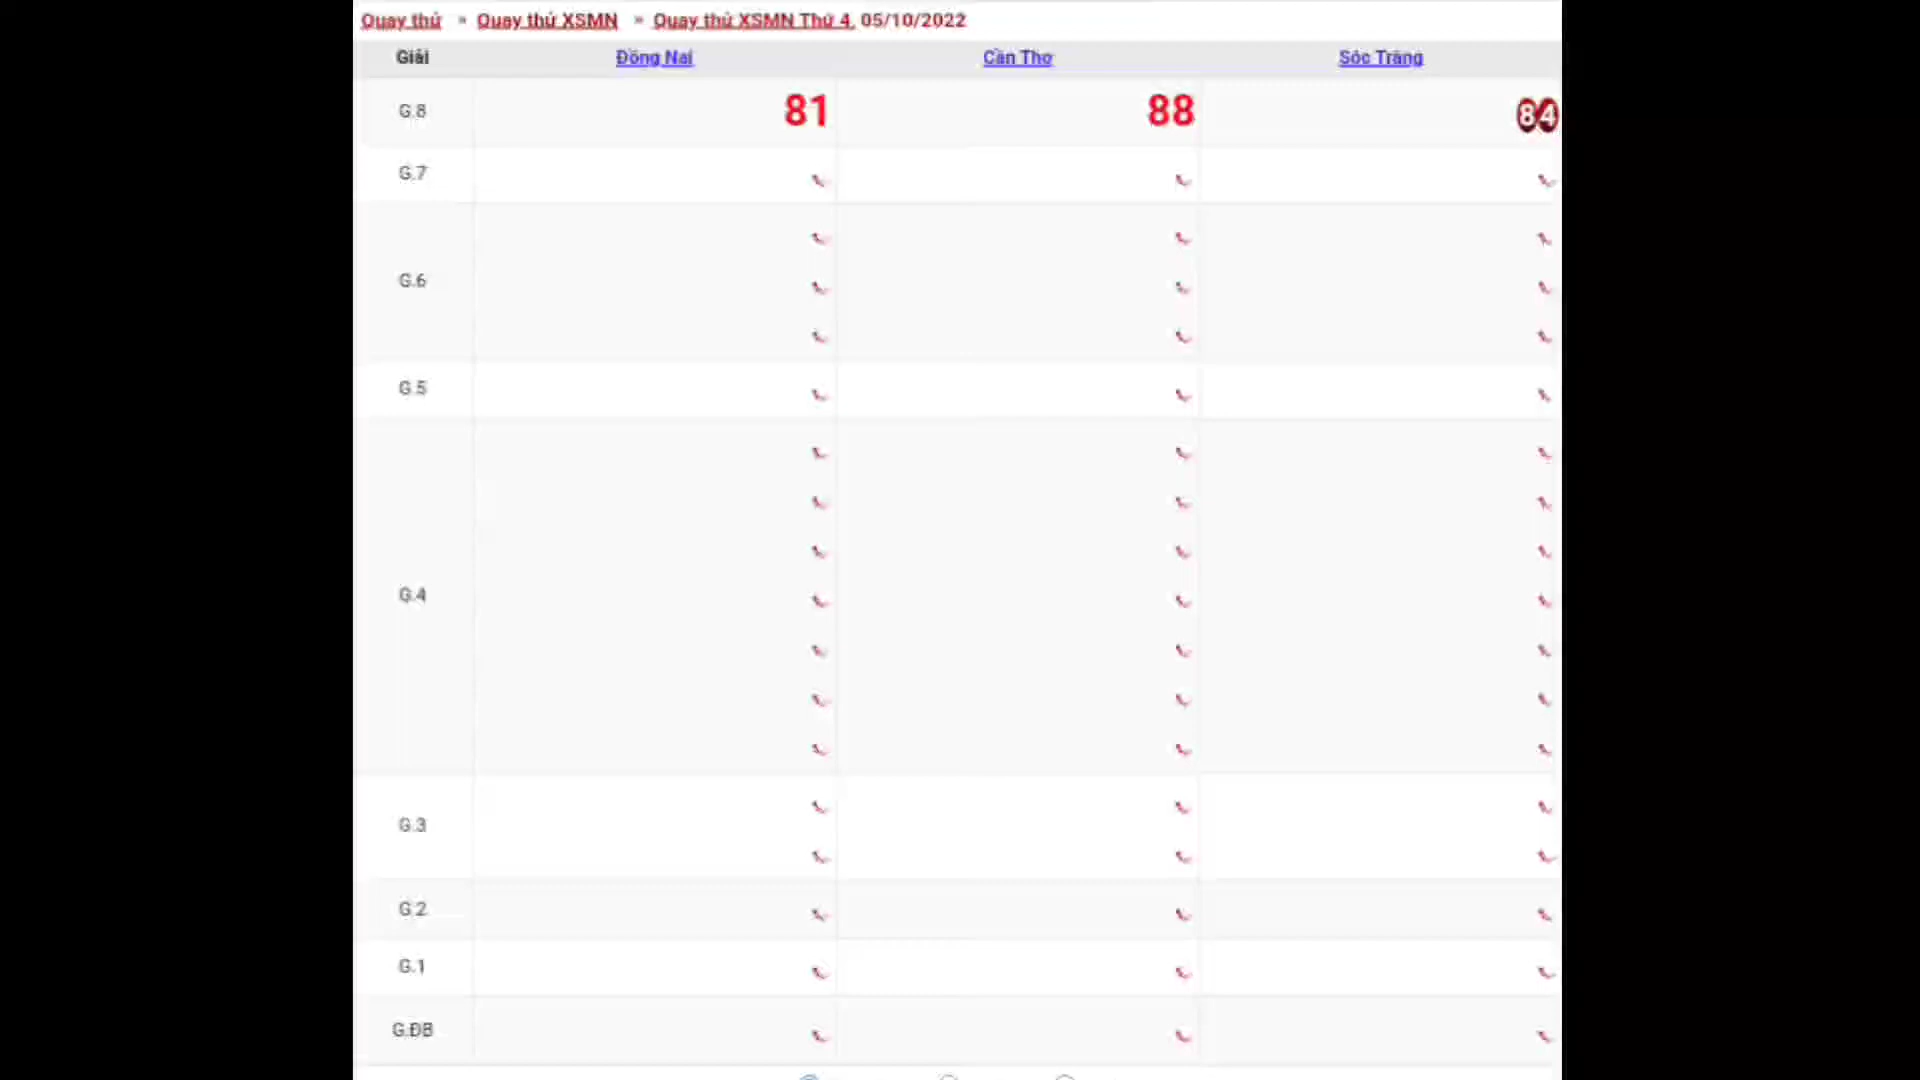 Quay thử » Quay thử XSMN » Quay thử XSMN Thứ 4, 05/10/2022
Giải Đồng Nai Cần Thơ Sóc Trăng
G.8 81 88 84
G.7
G.6
G.5
G.4
G.3
G.2
G.1
G.ĐB